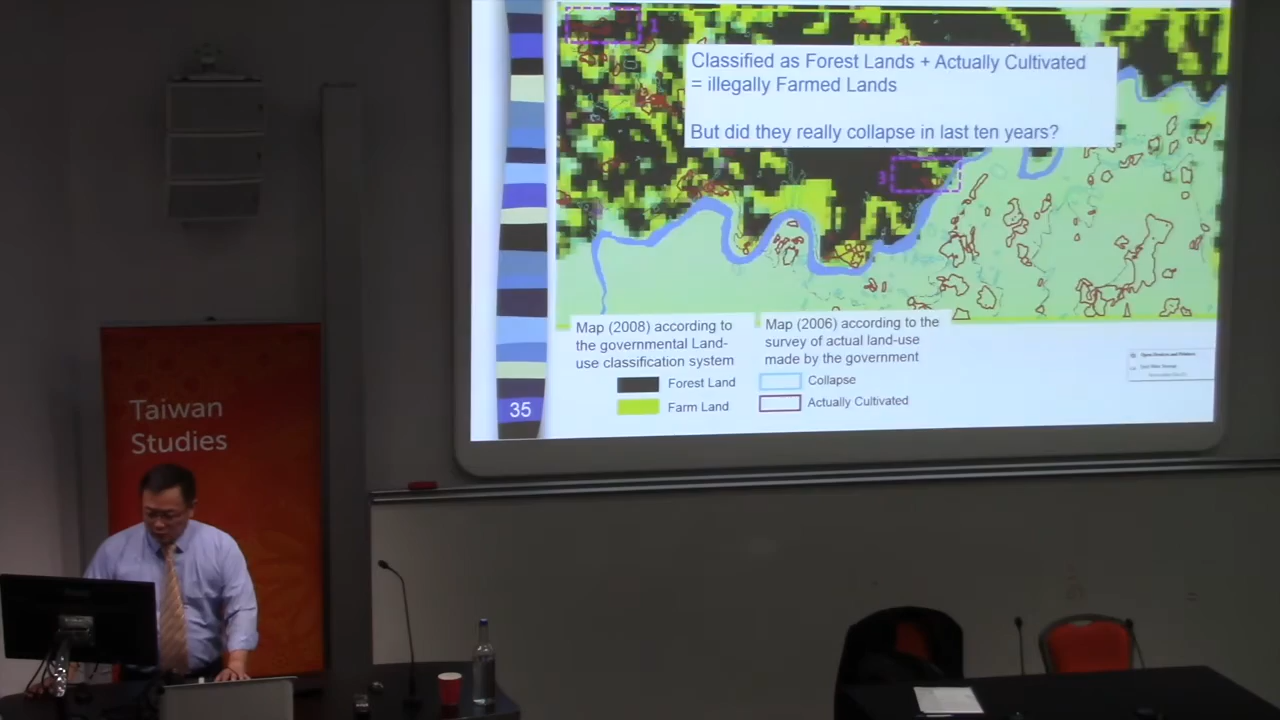 Classified as Forest Lands + Actually Cultivated
= illegally Farmed Lands
But did they really collapse in last ten years?
3
Map (2008) according to
the governmental Land-
use classification system
Forest Land
Farm Land
Map (2006) according to the
survey of actual land-use
made by the government
Collapse
Actually Cultivated
35
Taiwan
Studies